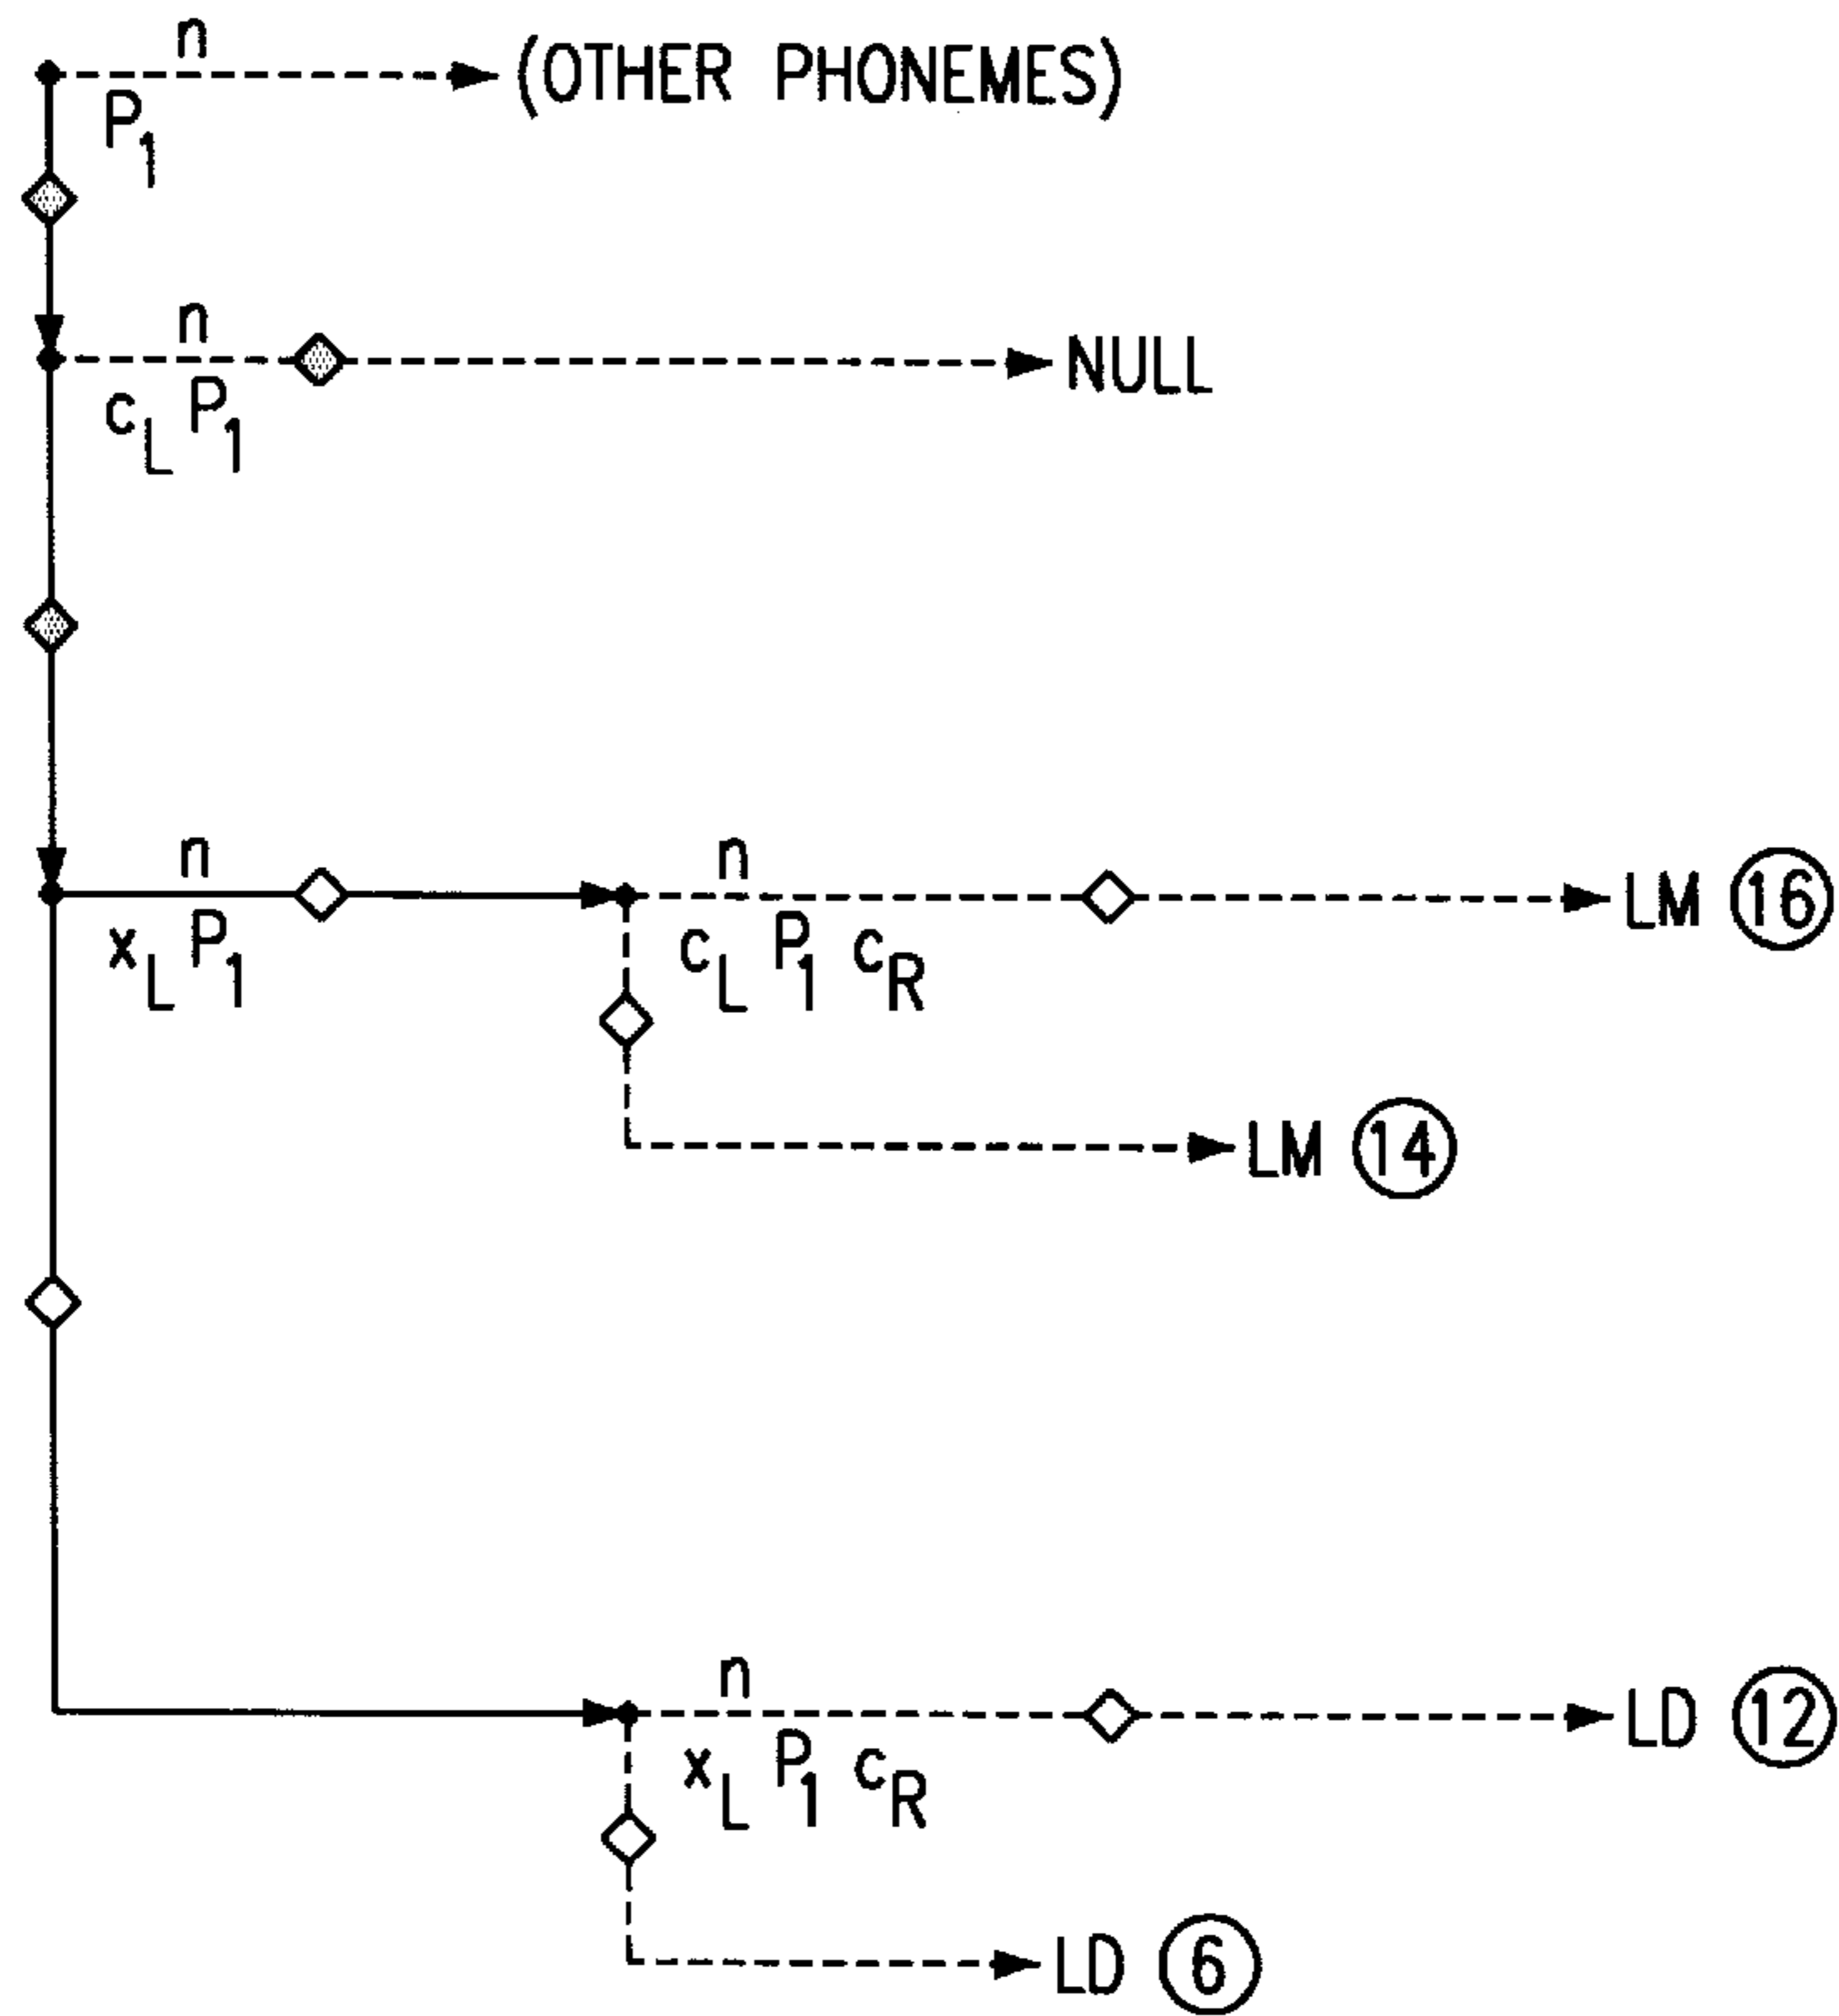 n
(OTHER PHONEMES)
P1
n
NULL
cL P1
n
n
LM 16
xL P1
cL P1 cR
LM 14
n
LD 12
xL P1 cR
LD 6